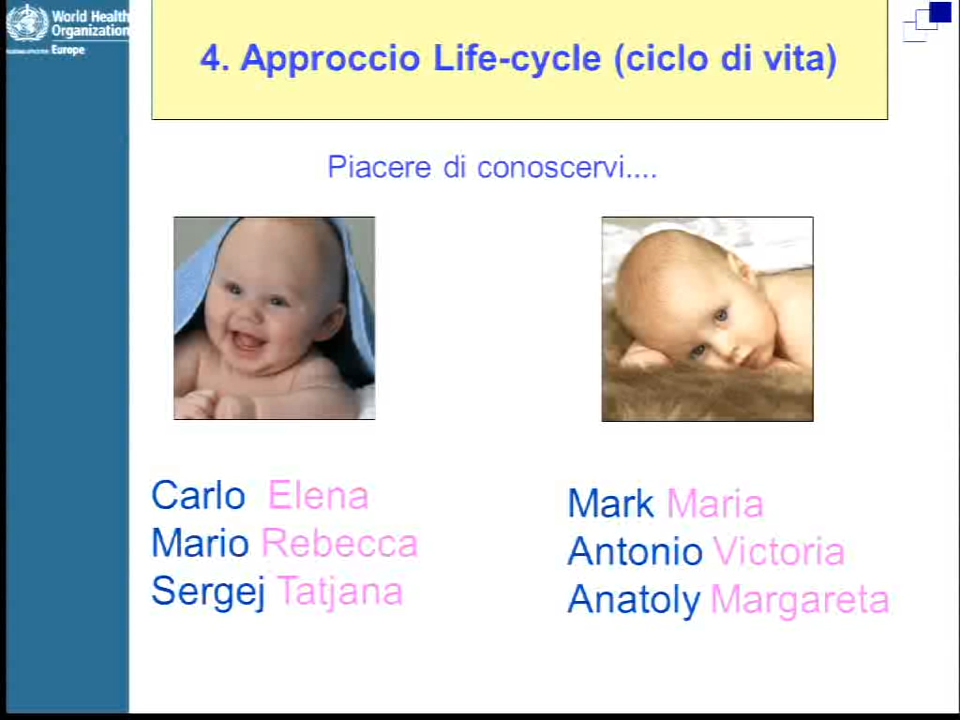 World Health
Organization
Europe
4. Approccio Life-cycle (ciclo di vita)
Piacere di conoscervi....
Carlo Elena
Mario Rebecca
Sergej Tatjana
Mark Maria
Antonio Victoria
Anatoly Margareta